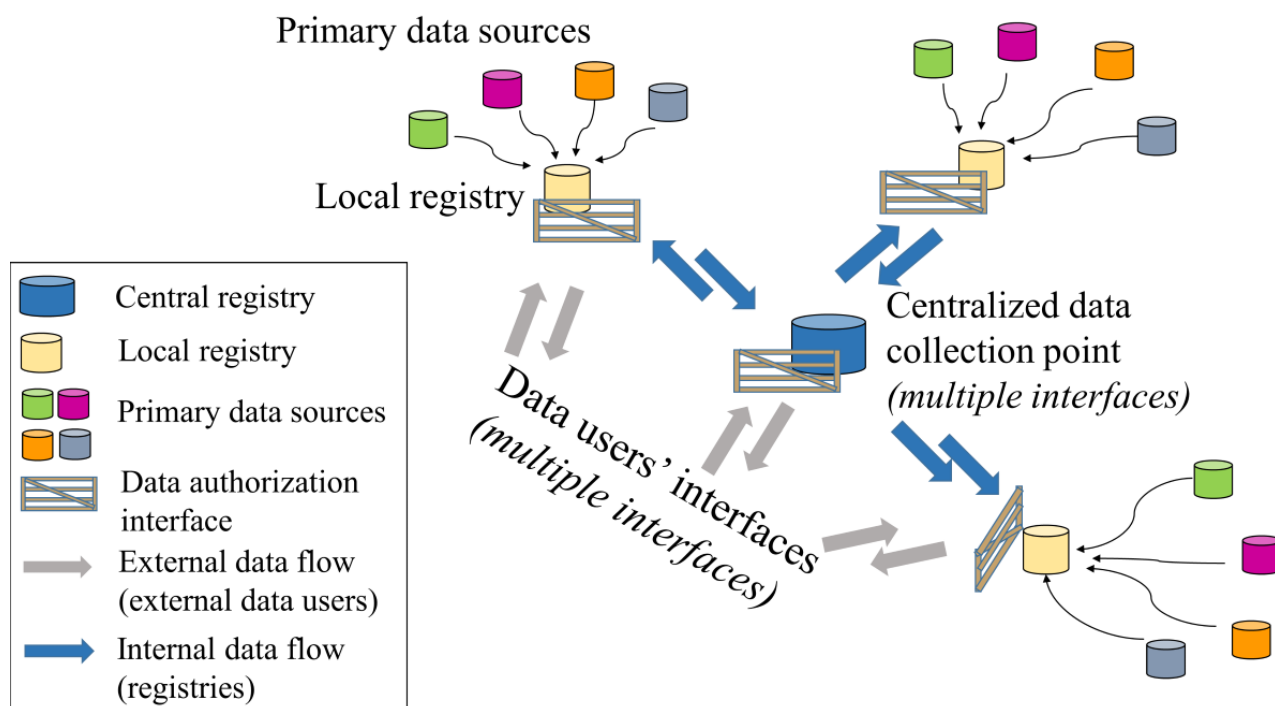 Primary data sources
Local registry
Central registry
Local registry
Primary data sources
Data authorization
interface
External data flow
(external data users)
Internal data flow
(registries)
Centralized data
collection point
(multiple interfaces)
Data users’ interfaces
(multiple interfaces)